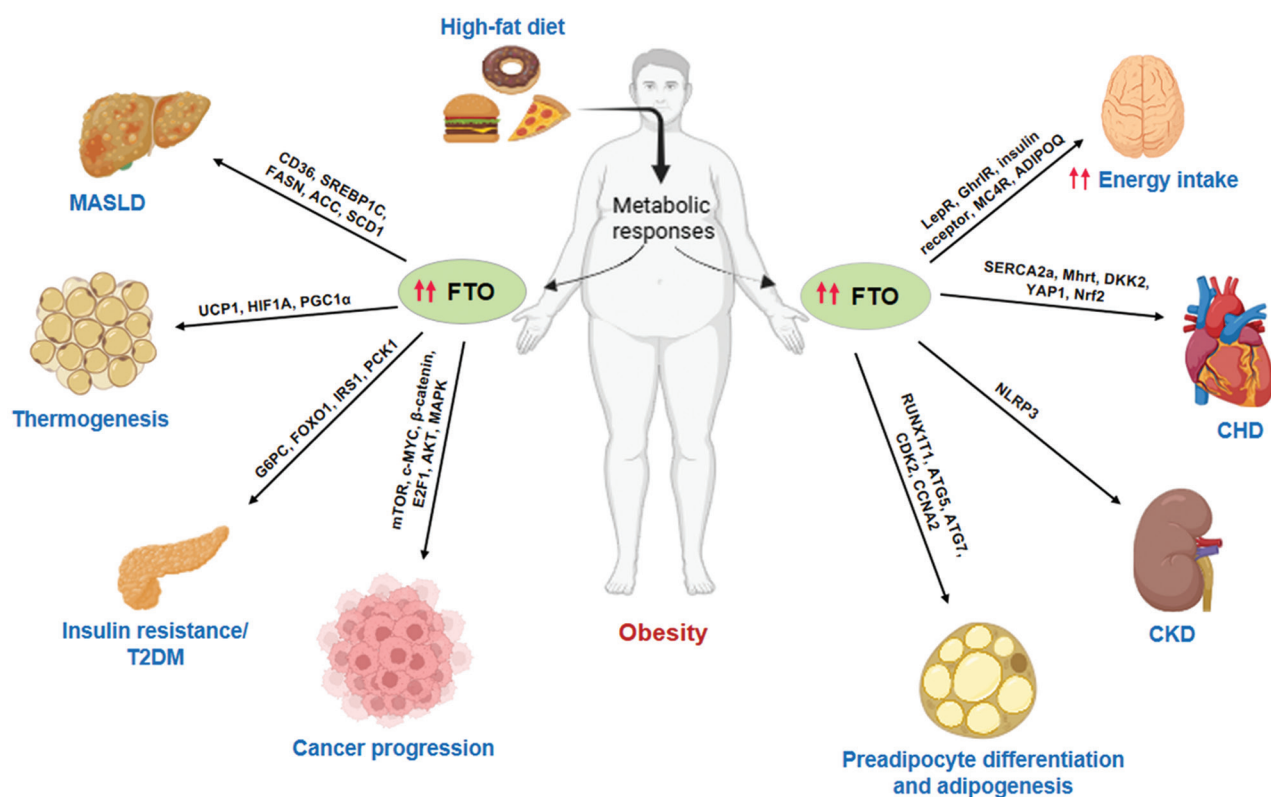 High-fat diet
Metabolic
responses
FTO
FTO
CD36, SREBP1C,
FASN, ACC, SCD1
MASLD
UCP1, HIF1A, PGC1α
Thermogenesis
G6PC, FOXO1, IRS1, PCK1
Insulin resistance/
T2DM
mTOR, c-MYC, β-catenin,
E2F1, AKT, MAPK
Cancer progression
Obesity
LepR, GhrlR, insulin
receptor, MC4R, ADIPOQ
Energy intake
SERCA2a, Mhrt, DKK2,
YAP1, Nrf2
CHD
NLRP3
CKD
RUNX1T1, ATG5, ATG7,
CDK2, CCNA2
Preadipocyte differentiation
and adipogenesis